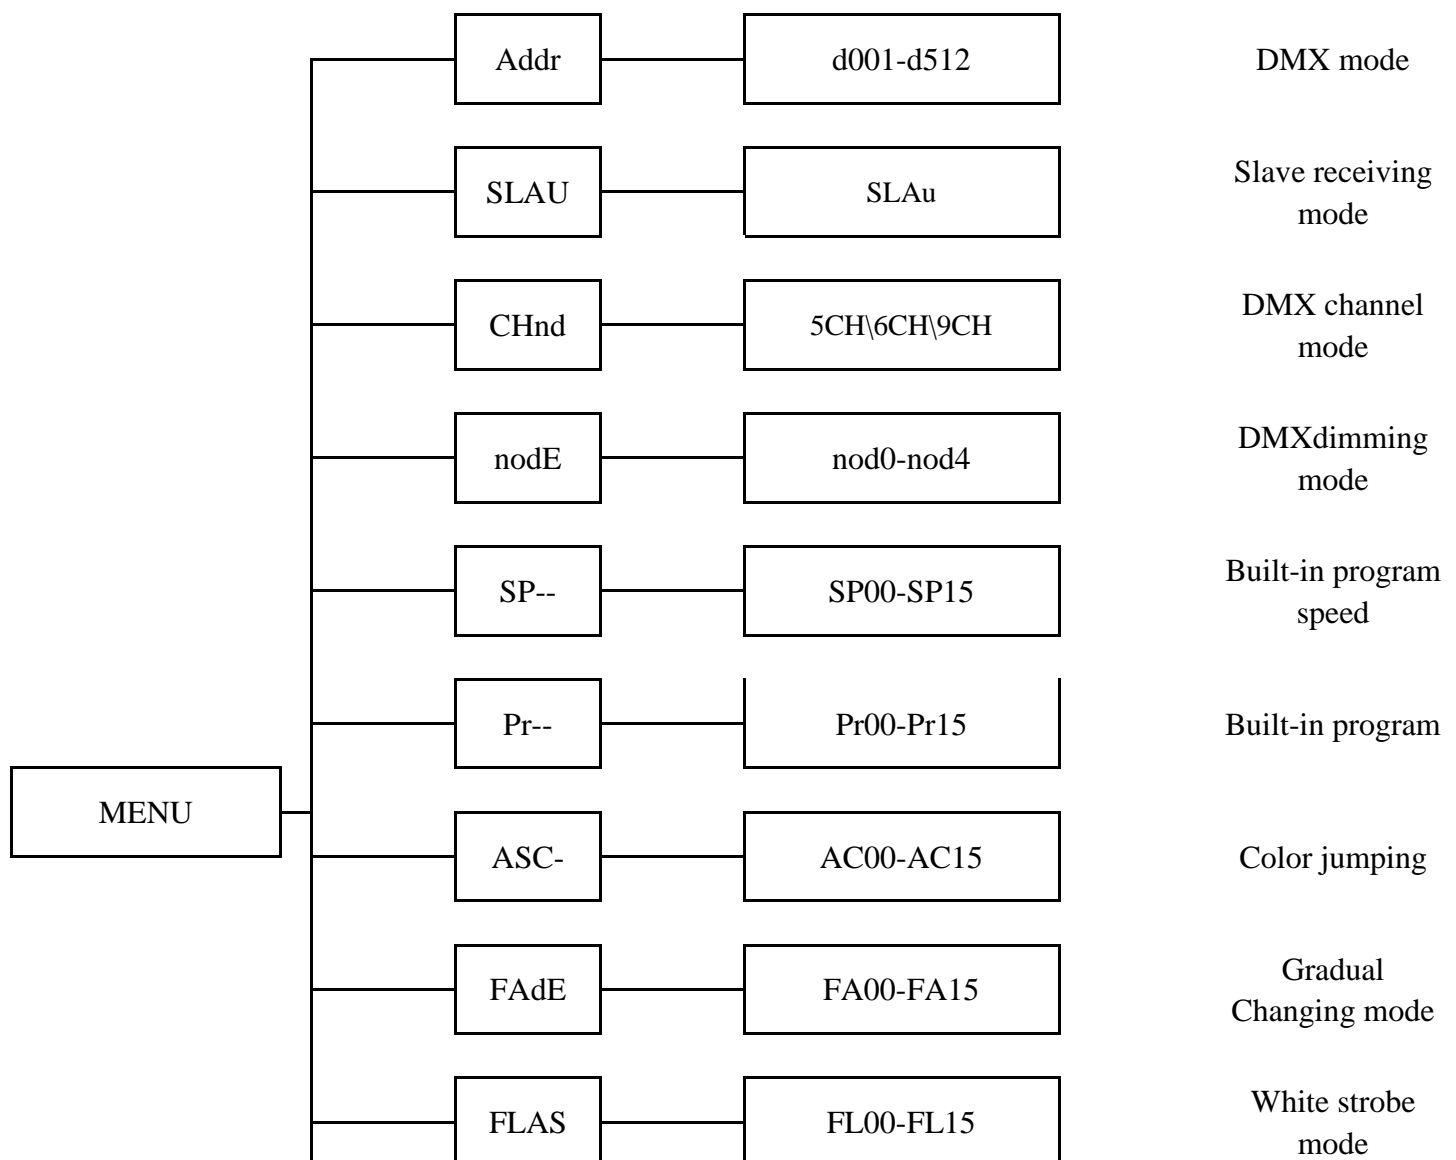 Addr d001-d512 DMX mode
SLAU SLAu Slave receiving
mode
CHnd 5CH\6CH\9CH DMX channel
mode
nodE nod0-nod4 DMXdimming
mode
SP-- SP00-SP15 Built-in program
speed
Pr-- Pr00-Pr15 Built-in program
MENU
ASC- AC00-AC15 Color jumping
FAdE FA00-FA15 Gradual
Changing mode
FLAS FL00-FL15 White strobe
mode